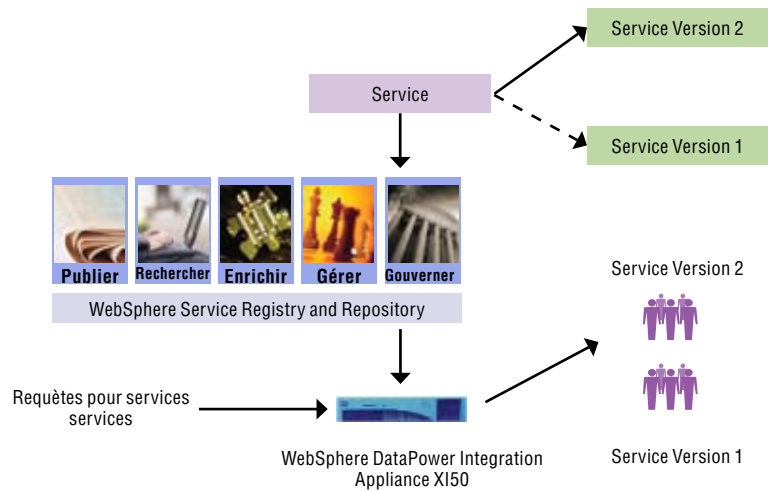 Service Version 2
Service
Service Version 1
Publier
Rechercher
Enrichir
Gérer
Gouverner
WebSphere Service Registry and Repository
Service Version 2
Requètes pour services
services
WebSphere DataPower Integration
Appliance XI50
Service Version 1